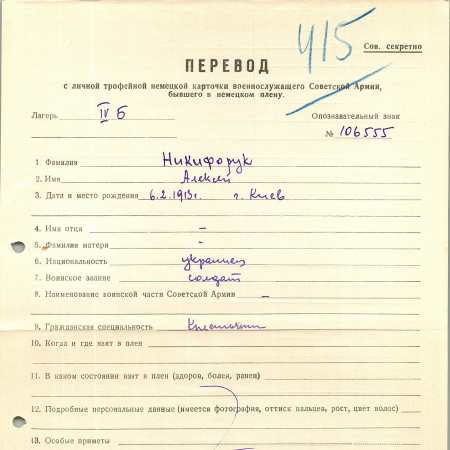 415
Сов. секретно
ПЕРЕВОД
с личной трофейной немецкой карточки военнослужащего Советской Армии,
бывшего в немецком плену.
Лагерь IV Б
Опознавательный знак
№ 106555
1. Фамилия Никифорук
2. Имя Алексей
3. Дата и место рождения 6.2.1913г. г. Киев
4. Имя отца –
5. Фамилия матери -
6. Национальность украинец
7. Воинское звание солдат
8. Наименование воинской части Советской Армии –
9. Гражданская специальность Крестьянин
10. Когда и где взят в плен
11. В каком состоянии взят в плен (здоров, болен, ранен)
12. Подробные персональные данные (имеется фотография, оттиск пальцев, рост, цвет волос)
13. Особые приметы